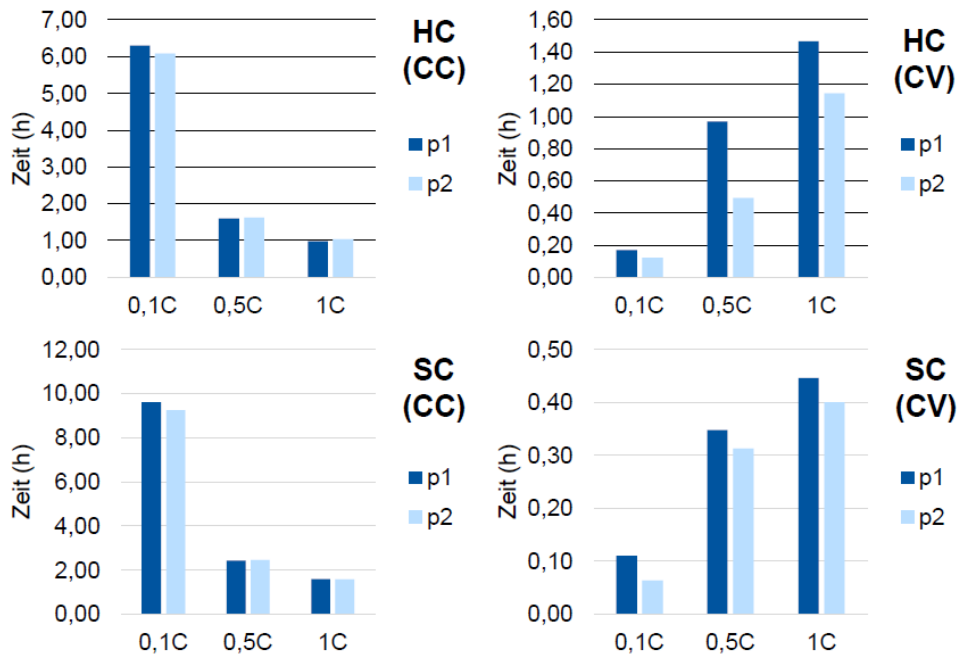 7,00
6,00
5,00
4,00
3,00
2,00
1,00
0,00
Zeit (h)
0,1C 0,5C 1C
HC
(CC)
p1
p2
1,60
1,40
1,20
1,00
0,80
0,60
0,40
0,20
0,00
Zeit (h)
0,1C 0,5C 1C
HC
(CV)
p1
p2
12,00
10,00
8,00
6,00
4,00
2,00
0,00
Zeit (h)
0,1C 0,5C 1C
SC
(CC)
p1
p2
0,50
0,40
0,30
0,20
0,10
0,00
Zeit (h)
0,1C 0,5C 1C
SC
(CV)
p1
p2